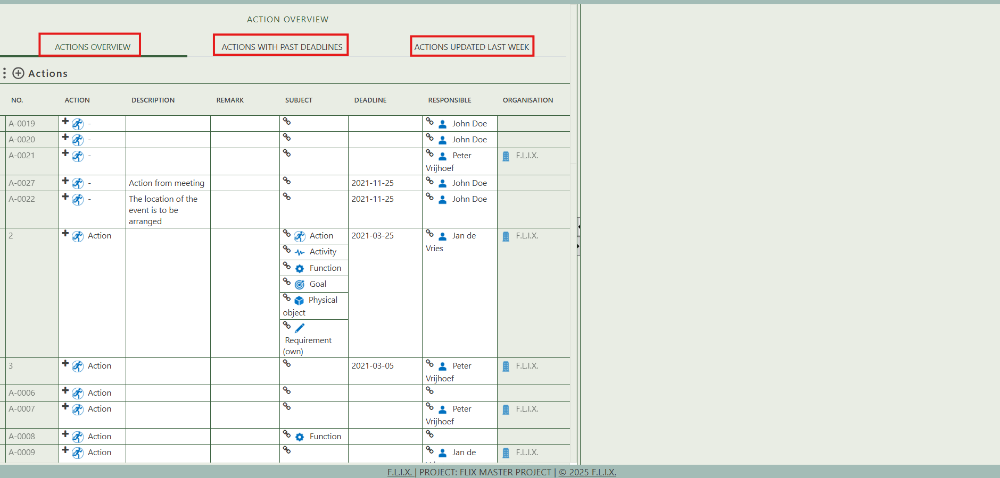 ACTION OVERVIEW
ACTIONS OVERVIEW ACTIONS WITH PAST DEADLINES ACTIONS UPDATED LAST WEEK
Actions
NO. ACTION DESCRIPTION REMARK SUBJECT DEADLINE RESPONSIBLE ORGANISATION
A-0019 - John Doe
A-0020 - John Doe
A-0021 - Peter F.L.I.X.
Vrijhoef
A-0027 - Action from meeting 2021-11-25 John Doe
A-0022 - The location of the 2021-11-25 John Doe
event is to be
arranged
2 Action Action 2021-03-25 Jan de F.L.I.X.
Vries
Activity
Function
Goal
Physical
object
Requirement
(own)
3 Action 2021-03-05 Peter F.L.I.X.
Vrijhoef
A-0006 Action
A-0007 Action Peter F.L.I.X.
Vrijhoef
A-0008 Action Function
A-0009 Action Jan de F.L.I.X.
F.L.I.X. | PROJECT: FLIX MASTER PROJECT | © 2025 F.L.I.X.